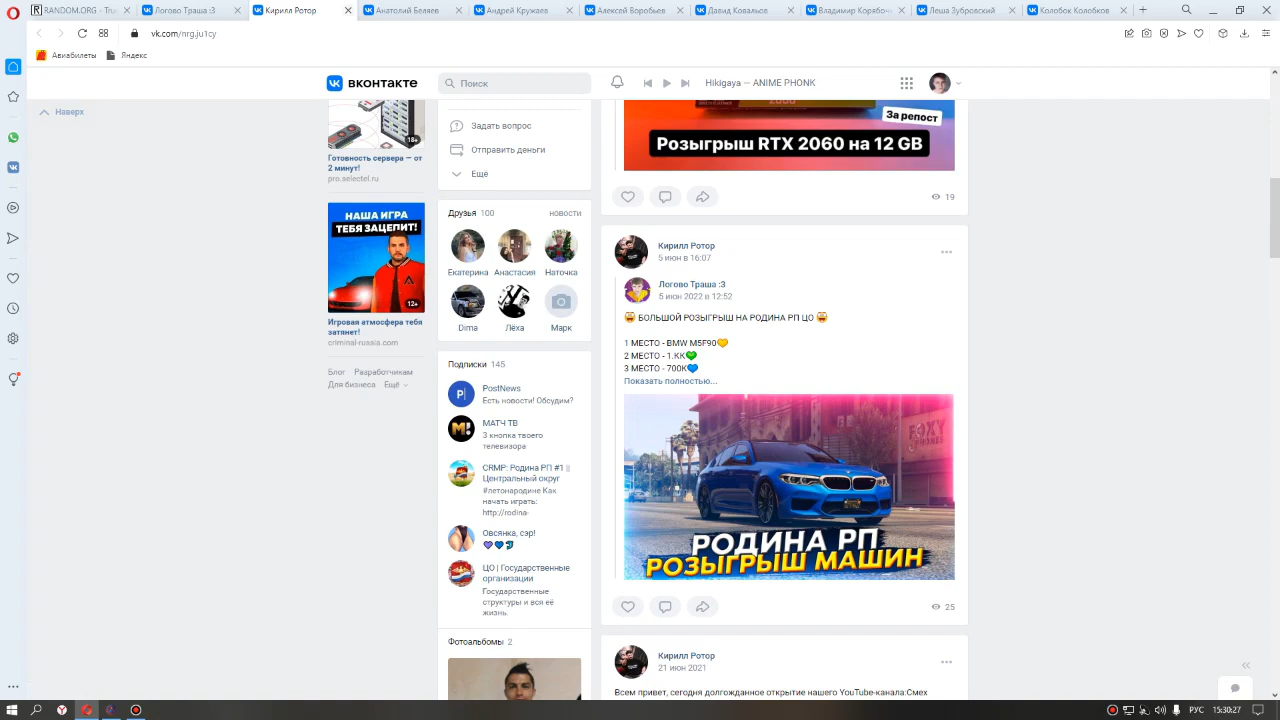 RANDOM.ORG - Tru
Логово Траша :3
Кирилл Ротор
Анатолий Беляев
Андрей Кружаев
Алексей Воробьев
Давид Ковальов
Владимир Корябоч
Леша Зубровский
Колобок Колобков
vk.com/nrg.ju1cy
Авиабилеты
Яндекс
вконтакте
Поиск
Hikigaya — ANIME PHONK
Наверх
18+
Готовность сервера — от
2 минут!
pro.selectel.ru
НАША ИГРА
ТЕБЯ ЗАЦЕПИТ!
12+
Игровая атмосфера тебя
затянет!
criminal-russia.com
Блог Разработчикам
Для бизнеса Ещё
Задать вопрос
Отправить деньги
Ещё
Друзья 100
новости
Екатерина Анастасия Наточка
Dima Лёха Марк
Подписки 145
PostNews
Есть новости! Обсудим?
МАТЧ ТВ
3 кнопка твоего
телевизора
CRMP: Родина РП #1 ||
Центральный округ
#летонародине Как
начать играть:
http://rodina-
Овсянка, сэр!
💜💙
ЦО | Государственные
организации
Государственные
структуры и вся её
жизнь.
Фотоальбомы 2
За репост
Розыгрыш RTX 2060 на 12 GB
19
Кирилл Ротор
5 июн в 16:07
Логово Траша :3
5 июн 2022 в 12:52
БОЛЬШОЙ РОЗЫГРЫШ НА РОДИНА РП ЦО
1 МЕСТО - BMW M5F90💛
2 МЕСТО - 1.КК💚
3 МЕСТО - 700К💙
Показать полностью...
FOXY
РОДИНА РП
РОЗЫГРЫШ МАШИН
25
Кирилл Ротор
21 июн 2021
Всем привет, сегодня долгожданное открытие нашего YouTube-канала:Смех
РУС 15:30:27